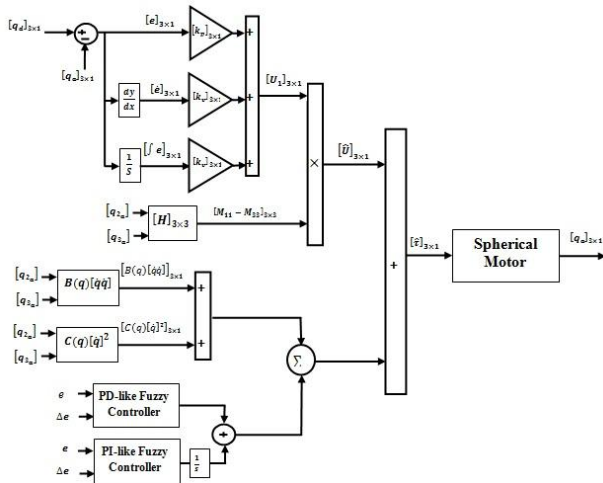 [q_d]_{3×1}
[e]_{3×1}
[k_p]_{3×1}
+
−
[q_a]_{3×1}
dy/dx
[ė]_{3×1}
[k_v]_{3×1}
+
[U_1]_{3×1}
1/S
[∫ e]_{3×1}
[k_v]_{3×1}
+
×
[Û]_{3×1}
[q_{2_a}]
[q_{3_a}]
[H]_{3×3}
[M_{11} − M_{33}]_{3×3}
[τ̂]_{3×1}
Spherical
Motor
[q_a]_{3×1}
+
[q_{2_a}]
[q_{3_a}]
B(q)[q̇q̇]
[B(q)[q̇q̇]]_{3×1}
+
[q_{2_a}]
[q_{3_a}]
C(q)[q̇]^2
[C(q)[q̇]^2]_{3×1}
+
Σ
e
Δe
PD-like Fuzzy
Controller
+
e
Δe
PI-like Fuzzy
Controller
1/s